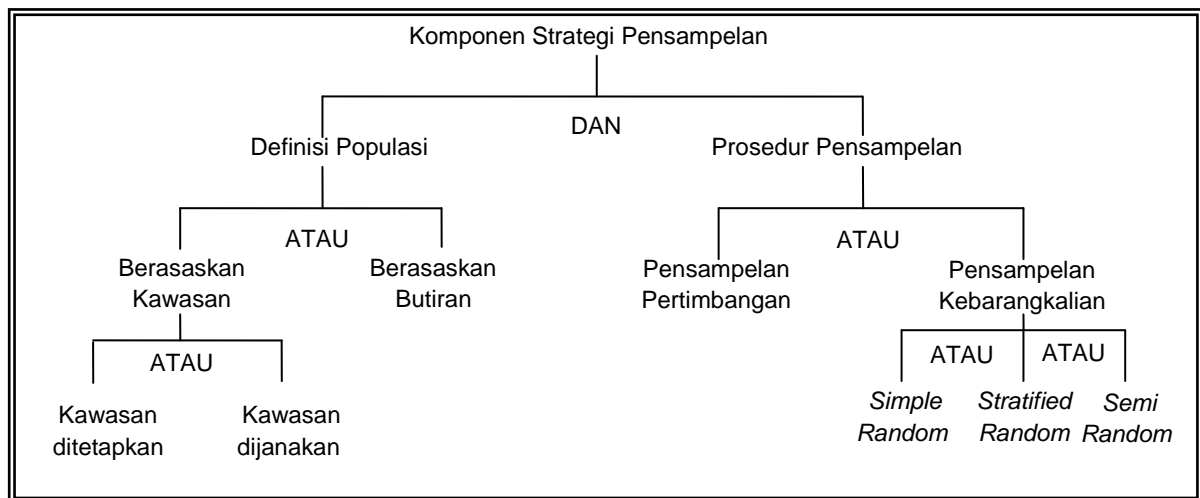 Komponen Strategi Pensampelan
DAN
Definisi Populasi
Prosedur Pensampelan
ATAU
ATAU
Berasaskan
Kawasan
Berasaskan
Butiran
Pensampelan
Pertimbangan
Pensampelan
Kebarangkalian
ATAU
ATAU
ATAU
Kawasan
ditetapkan
Kawasan
dijanakan
Simple
Random
Stratified
Random
Semi
Random